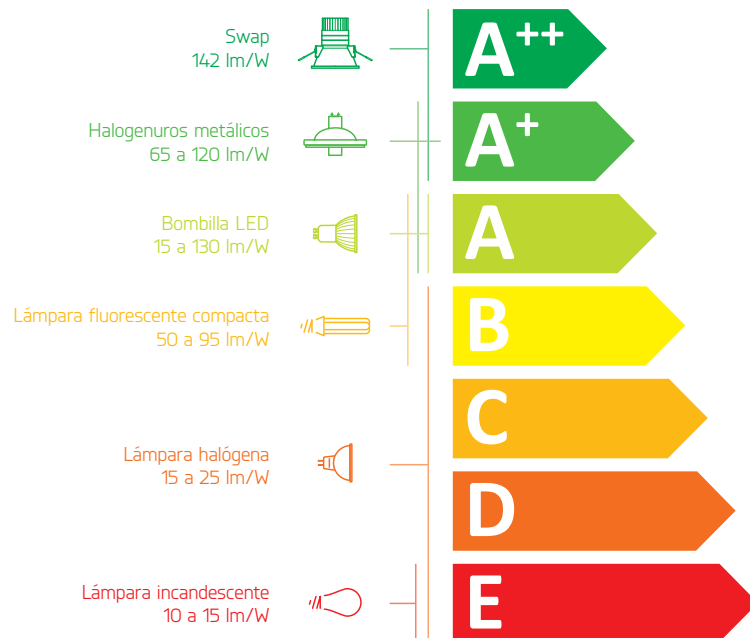 Swap
142 lm/W
A++
Halogenuros metálicos
65 a 120 lm/W
A+
Bombilla LED
15 a 130 lm/W
A
Lámpara fluorescente compacta
50 a 95 lm/W
B
C
Lámpara halógena
15 a 25 lm/W
D
Lámpara incandescente
10 a 15 lm/W
E